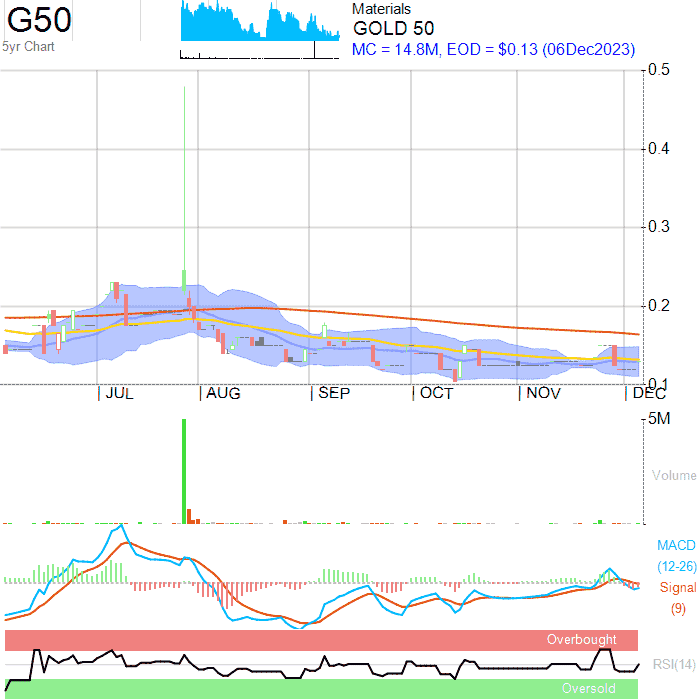 G50
5yr Chart
Materials
GOLD 50
MC = 14.8M, EOD = $0.13 (06Dec2023)
0.5
0.4
0.3
0.2
0.1
JUL AUG SEP OCT NOV DEC
5M
Volume
MACD
(12-26)
Signal
(9)
Overbought
RSI(14)
Oversold